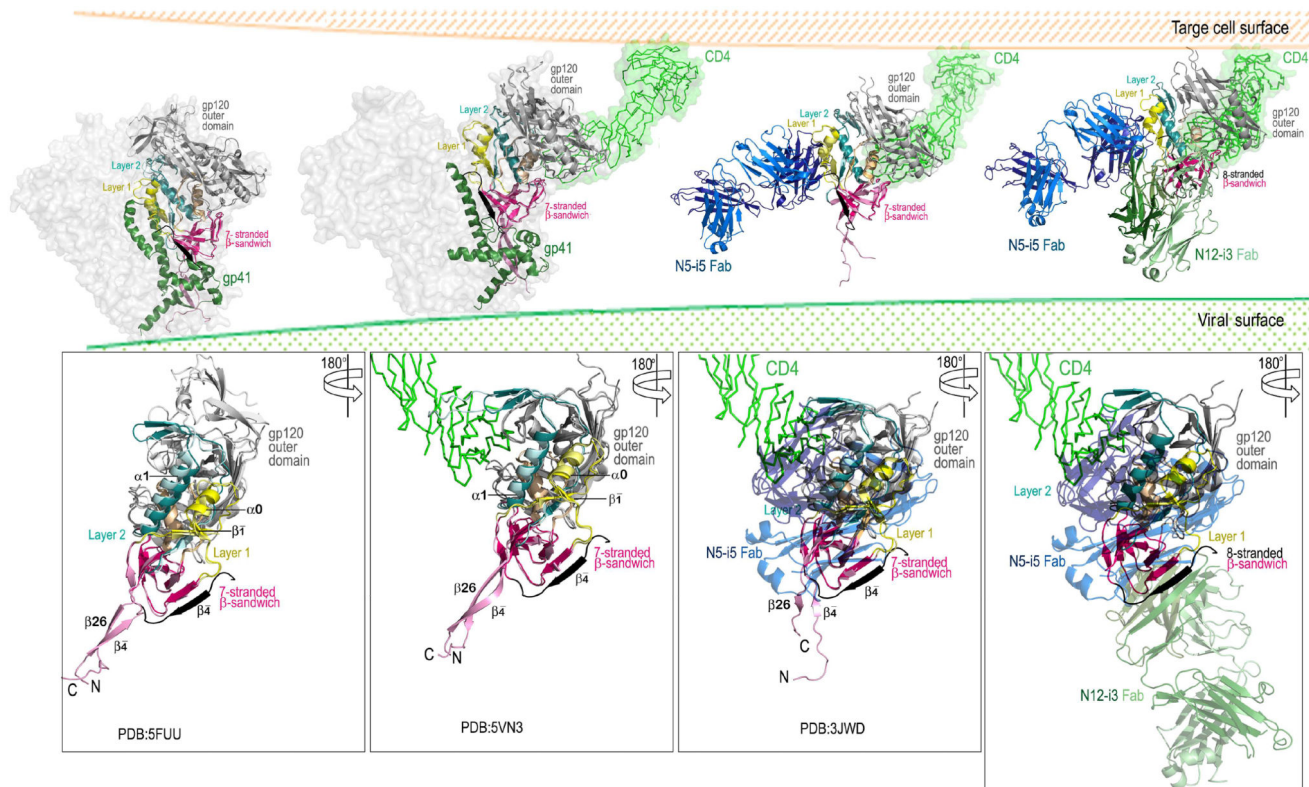 Targe cell surface
gp120
outer
domain
Layer 2
Layer 1
7-stranded
β-sandwich
gp41
CD4
gp120
outer
domain
Layer 2
Layer 1
7-stranded
β-sandwich
gp41
CD4
gp120
outer
domain
Layer 2
Layer 1
7-stranded
β-sandwich
N5-i5 Fab
CD4
Layer 2
Layer 1
gp120
outer
domain
8-stranded
β-sandwich
N5-i5 Fab
N12-i3 Fab
Viral surface
180°
gp120
outer
domain
α1
α0
β1̄
Layer 2
Layer 1
7-stranded
β-sandwich
β4̄
β26
β4̄
C N
PDB:5FUU
180°
CD4
gp120
outer
domain
α0
α1
β1̄
7-stranded
β-sandwich
β4
β26
β4̄
C N
PDB:5VN3
180°
CD4
gp120
outer
domain
Layer 2
Layer 1
N5-i5 Fab
7-stranded
β-sandwich
β4
β26
β4̄
C
N
PDB:3JWD
180°
CD4
gp120
outer
domain
Layer 2
Layer 1
N5-i5 Fab
8-stranded
β-sandwich
N12-i3 Fab